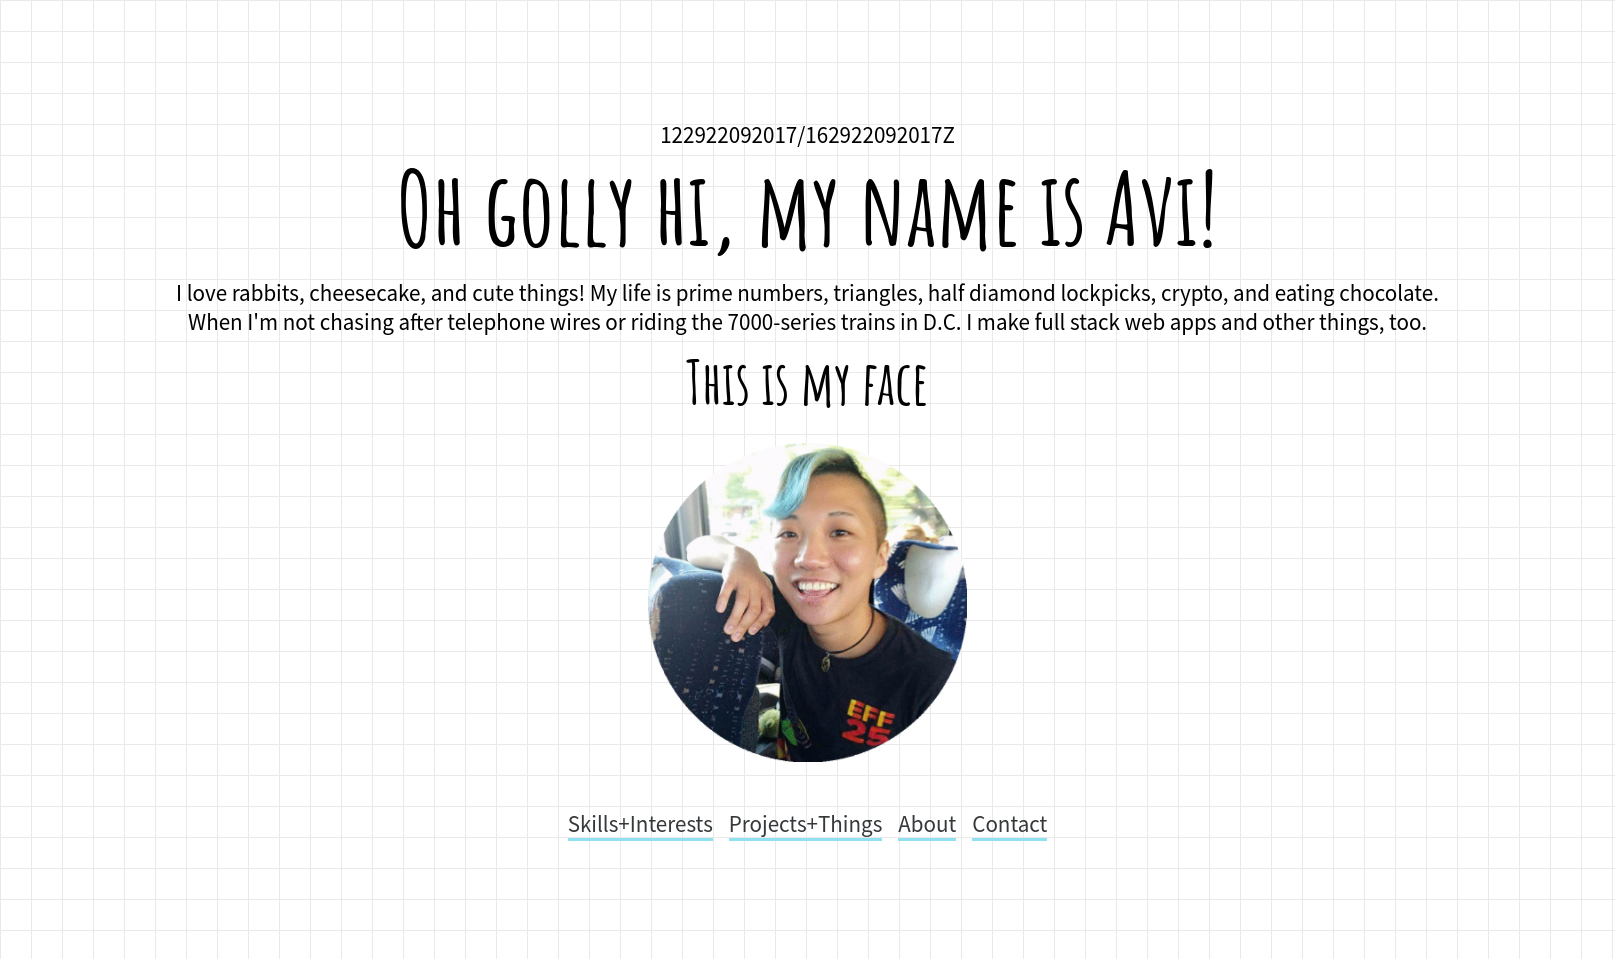 122922092017/162922092017Z
Oh golly hi, my name is Avi!
I love rabbits, cheesecake, and cute things! My life is prime numbers, triangles, half diamond lockpicks, crypto, and eating chocolate.
When I'm not chasing after telephone wires or riding the 7000-series trains in D.C. I make full stack web apps and other things, too.
This is my face
EFF
25
Skills+Interests Projects+Things About Contact